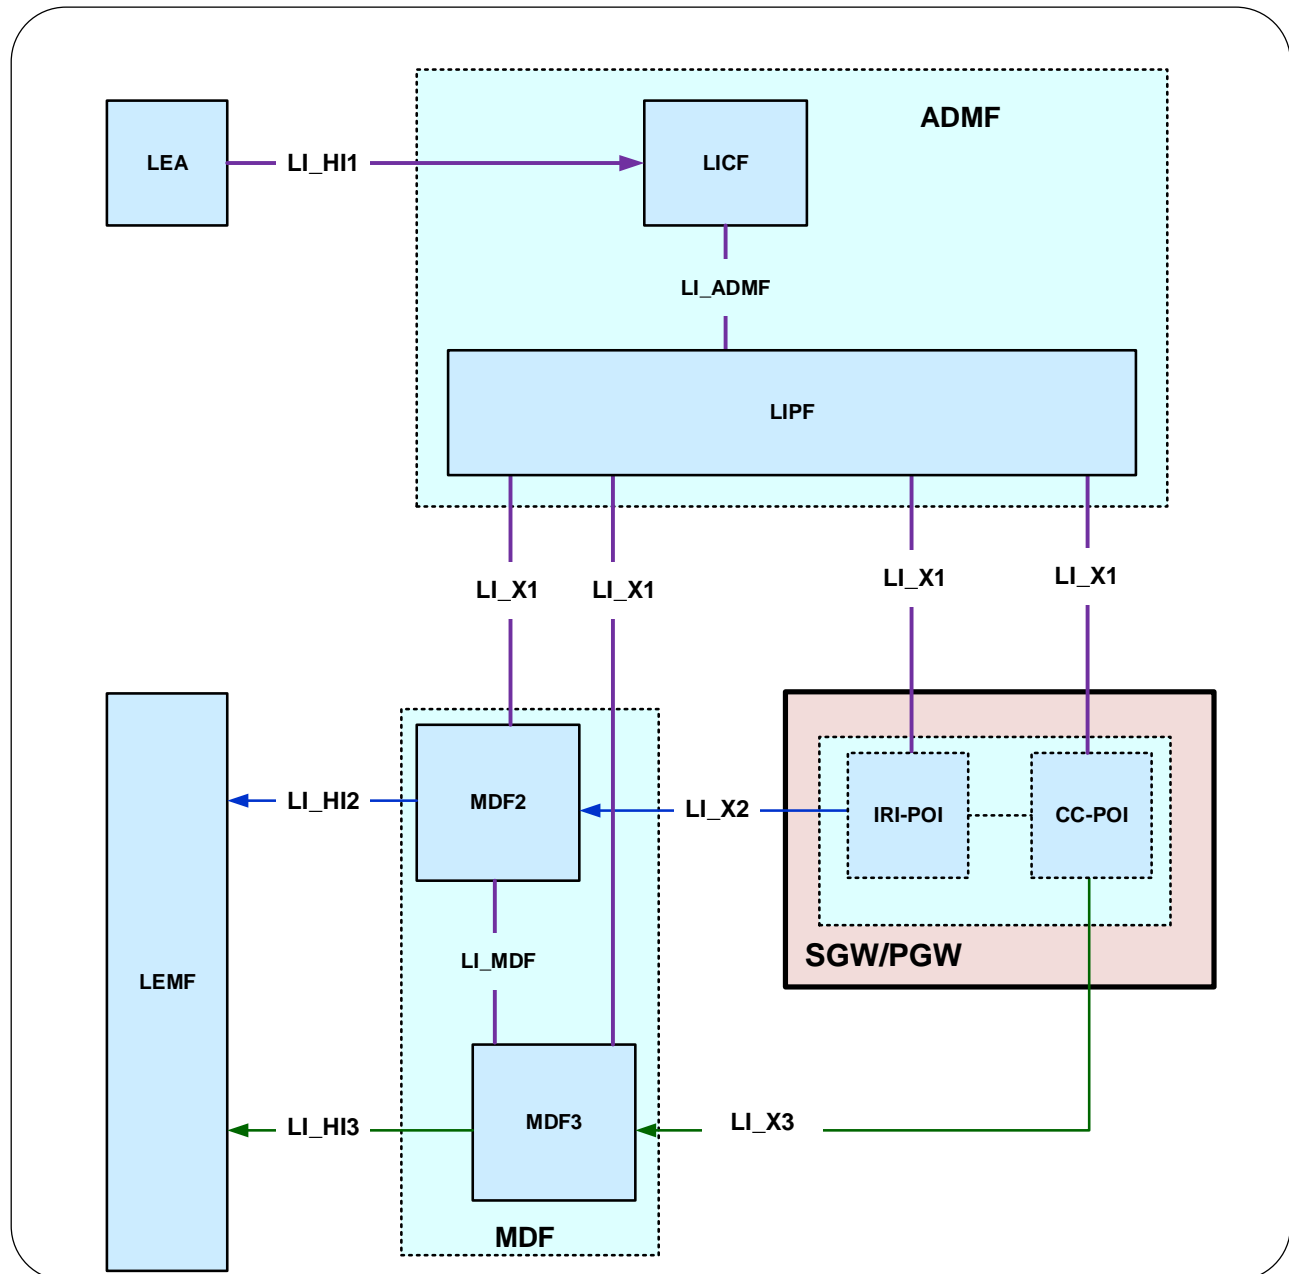 ADMF
LEA
LI_HI1
LICF
LI_ADMF
LIPF
LI_X1
LI_X1
LI_X1
LI_X1
LI_HI2
MDF2
LI_X2
IRI-POI
CC-POI
SGW/PGW
LI_MDF
LEMF
LI_HI3
MDF3
LI_X3
MDF